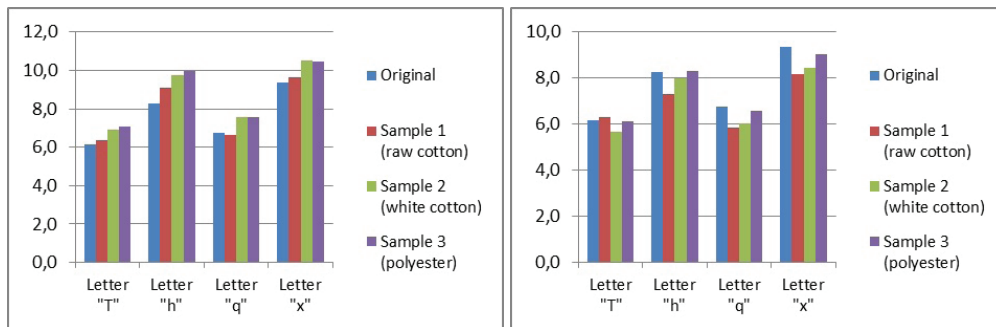 12,0
10,0
8,0
6,0
4,0
2,0
0,0
Letter
"T"
Letter
"h"
Letter
"q"
Letter
"x"
Original
Sample 1
(raw cotton)
Sample 2
(white cotton)
Sample 3
(polyester)
10,0
8,0
6,0
4,0
2,0
0,0
Letter
"T"
Letter
"h"
Letter
"q"
Letter
"x"
Original
Sample 1
(raw cotton)
Sample 2
(white cotton)
Sample 3
(polyester)